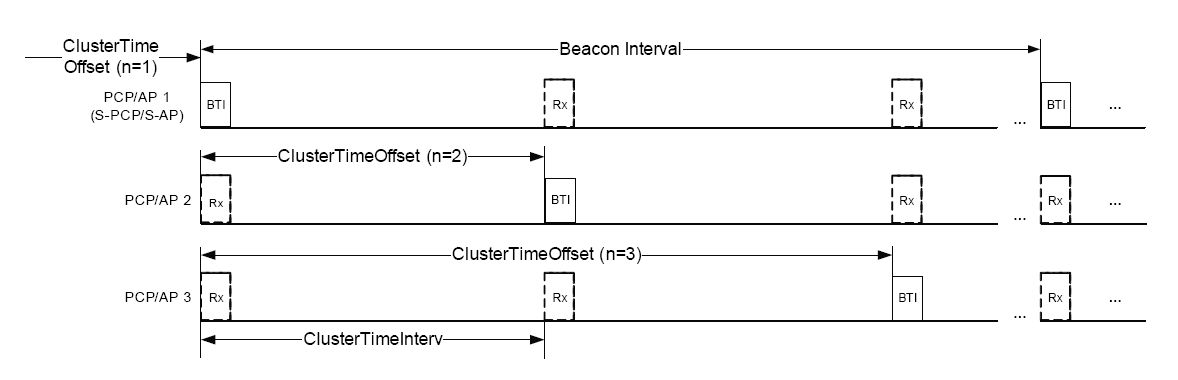 ClusterTime
Offset (n=1)
Beacon Interval
PCP/AP 1
(S-PCP/S-AP)
BTI
Rx
Rx
...
BTI
...
ClusterTimeOffset (n=2)
PCP/AP 2
Rx
BTI
Rx
...
Rx
...
ClusterTimeOffset (n=3)
PCP/AP 3
Rx
Rx
BTI
...
Rx
...
ClusterTimeInterv